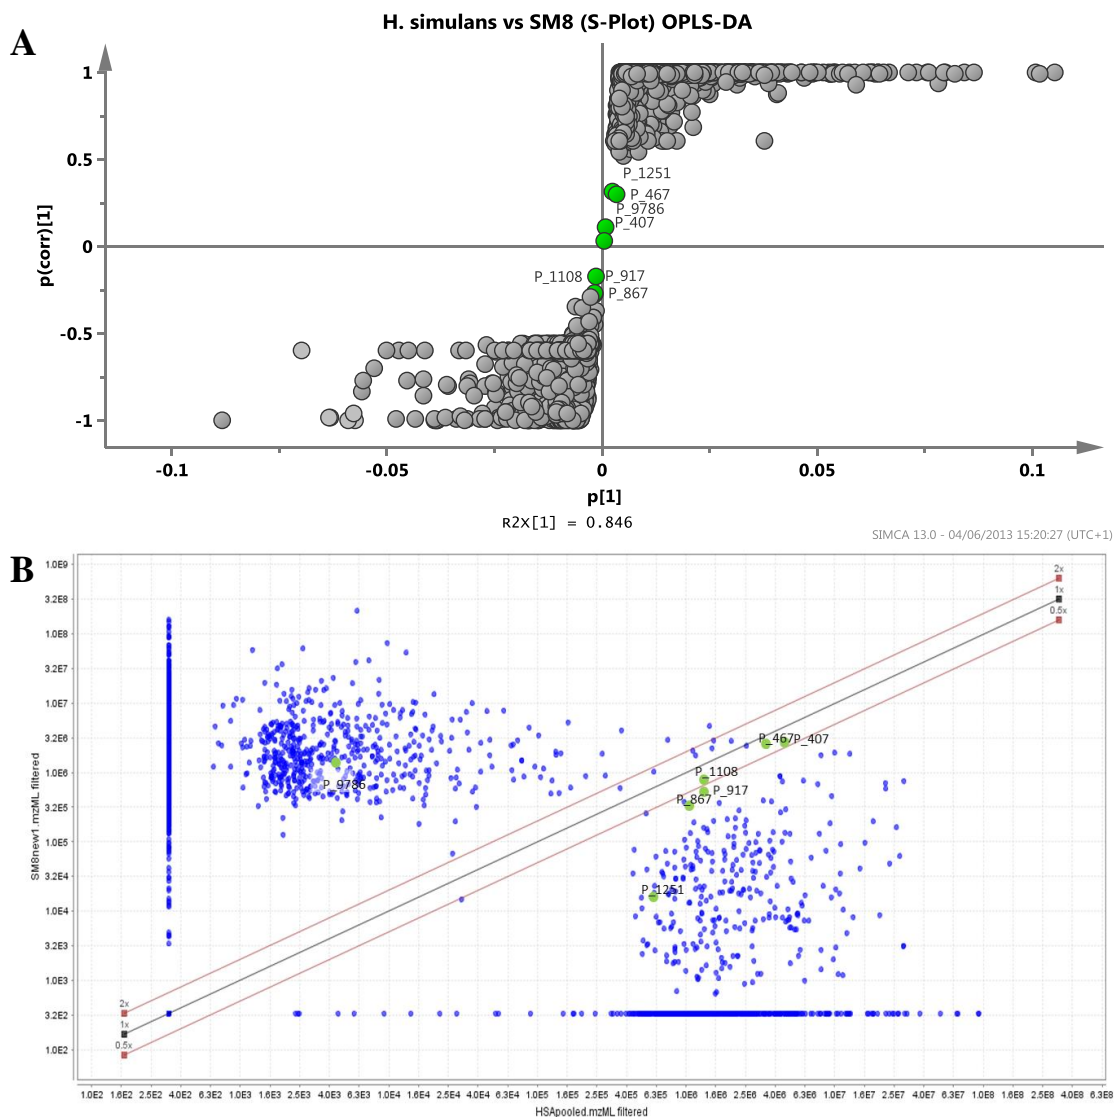 A
H. simulans vs SM8 (S-Plot) OPLS-DA
1
0.5
0
-0.5
-1
p(corr)[1]
P_1251
P_467
P_9786
P_407
P_1108
P_917
P_867
-0.1
-0.05
0
0.05
0.1
p[1]
R2X[1] = 0.846
SIMCA 13.0 - 04/06/2013 15:20:27 (UTC+1)
B
1.0E9
3.2E8
1.0E8
3.2E7
1.0E7
3.2E6
1.0E6
3.2E5
1.0E5
3.2E4
1.0E4
3.2E3
1.0E3
3.2E2
1.0E2
SM8new1.mzML filtered
2x
1x
0.5x
P_467
P_407
P_1108
P_9786
P_917
P_867
P_1251
2x
1x
0.5x
1.0E2 1.6E2 2.5E2 4.0E2 6.3E2 1.0E3 1.6E3 2.5E3 4.0E3 6.3E3 1.0E4 1.6E4 2.5E4 4.0E4 6.3E4 1.0E5 1.6E5 2.5E5 4.0E5 6.3E5 1.0E6 1.6E6 2.5E6 4.0E6 6.3E6 1.0E7 1.6E7 2.5E7 4.0E7 6.3E7 1.0E8 1.6E8 2.5E8 4.0E8 6.3E8
HSApooled.mzML filtered